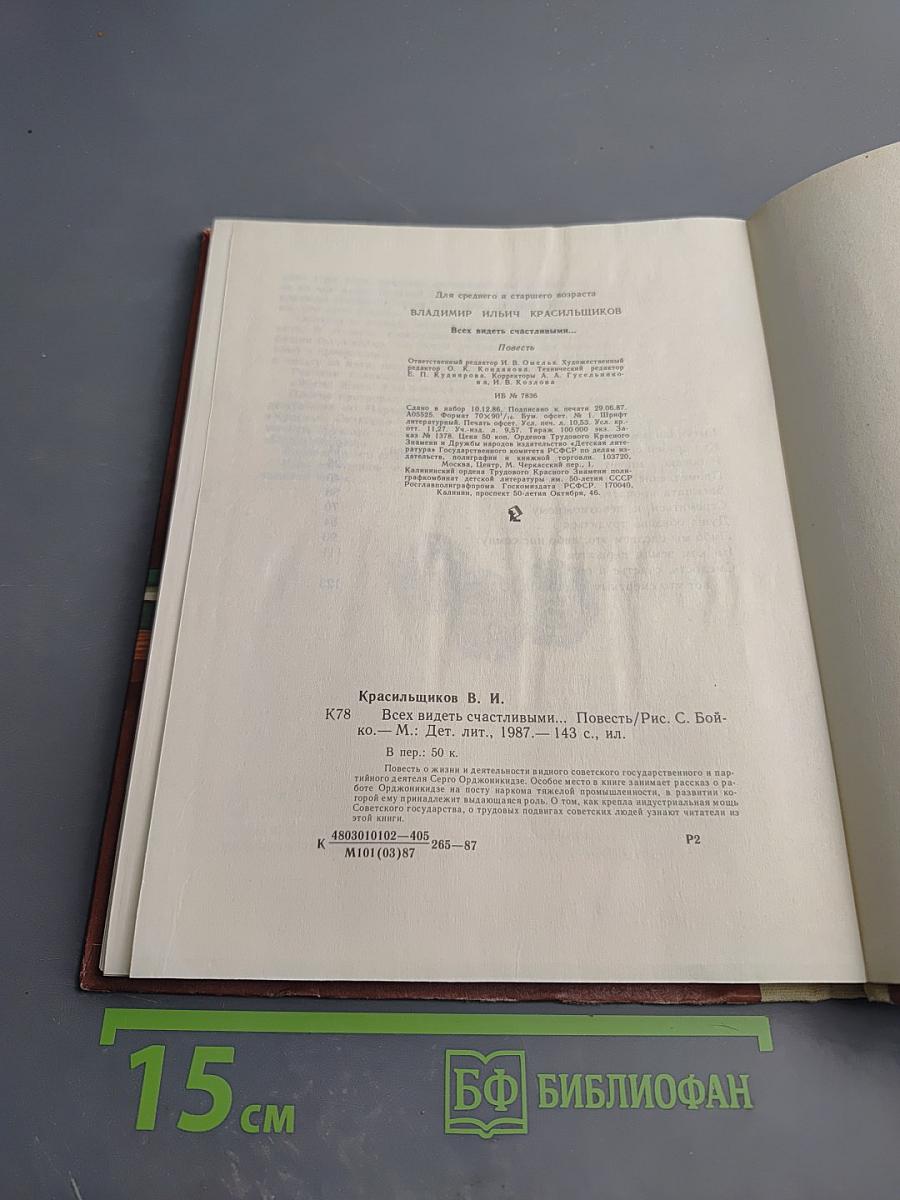 Для среднего и старшего возраста
ВЛАДИМИР ИЛЬИЧ КРАСИЛЬЩИКОВ
Всех видеть счастливыми...
Повесть
Ответственный редактор И. В. Омельк. Художественный
редактор О. К. Кондакова. Технический редактор
Е. П. Кудиярова. Корректоры А. А. Гусельнико-
ва, И. В. Козлова
ИБ № 7836
Сдано в набор 10.12.86. Подписано к печати 29.06.87.
А05525. Формат 70×90¹/₁₆. Бум. офсет. № 1. Шрифт
литературный. Печать офсет. Усл. печ. л. 10,53. Усл. кр.-
отт. 11,27. Уч.-изд. л. 9,57. Тираж 100 000 экз. За-
каз № 1378. Цена 50 коп. Орденов Трудового Красного
Знамени и Дружбы народов издательство «Детская лите-
ратура» Государственного комитета РСФСР по делам из-
дательств, полиграфии и книжной торговли. 103720,
Москва, Центр, М. Черкасский пер., 1.
Калининский ордена Трудового Красного Знамени поли-
графкомбинат детской литературы им. 50-летия СССР
Росглавполиграфпрома Госкомиздата РСФСР. 170040,
Калинин, проспект 50-летия Октября, 46.
Красильщиков В. И.
К78 Всех видеть счастливыми... Повесть/Рис. С. Бой-
ко.— М.: Дет. лит., 1987.— 143 с., ил.
В пер.: 50 к.
Повесть о жизни и деятельности видного советского государственного и пар-
тийного деятеля Серго Орджоникидзе. Особое место в книге занимает рассказ о ра-
боте Орджоникидзе на посту наркома тяжелой промышленности, в развитии ко-
торой ему принадлежит выдающаяся роль. О том, как крепла индустриальная мощь
Советского государства, о трудовых подвигах советских людей узнают читатели из
этой книги.
К 4803010102—405 265—87
М101(03)87
Р2
15 см
БФ БИБЛИОФАН